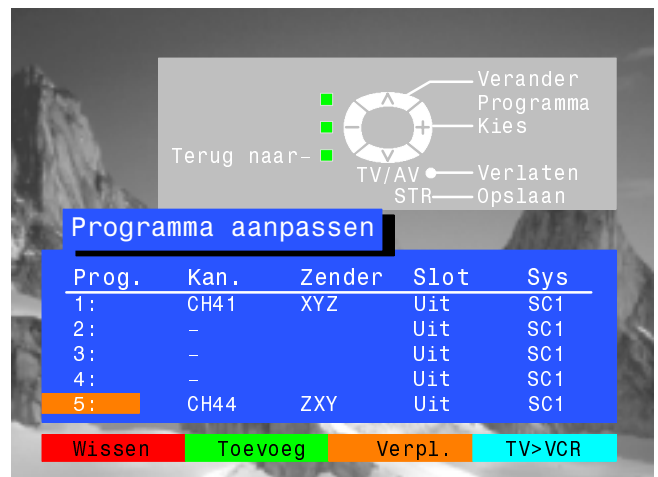 Verander
Programma
Kies
Terug naar–
TV/AV Verlaten
STR Opslaan
Programma aanpassen
Prog. Kan. Zender Slot Sys
1: CH41 XYZ Uit SC1
2: – Uit SC1
3: – Uit SC1
4: – Uit SC1
5: CH44 ZXY Uit SC1
Wissen Toevoeg Verpl. TV>VCR